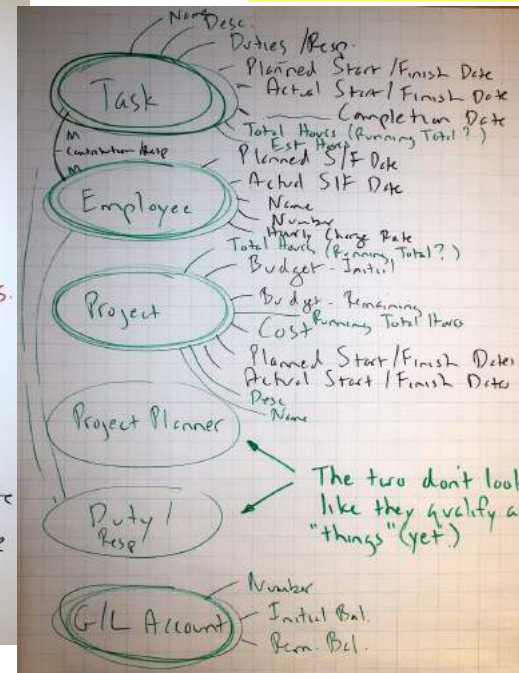 Name
Desc.
Duties / Resp.
Task
Planned Start / Finish Date
Actual Start / Finish Date
Completion Date
Total Hours (Running Total?)
Est Hours
M
Contribution / Resp
M
Employee
Planned S/F Date
Actual S/F Date
Name
Number
Hourly Charge Rate
Project
Total Hours (Running Total?)
Budget - Initial
Budget - Remaining
Running Total Hours
Cost
Planned Start / Finish Dates
Actual Start / Finish Dates
Desc
Name
Project Planner
Duty /
Resp
The two don't look
like they qualify a
"things" (yet.)
G/L Account
Number
Initial Bal.
Rem. Bal.